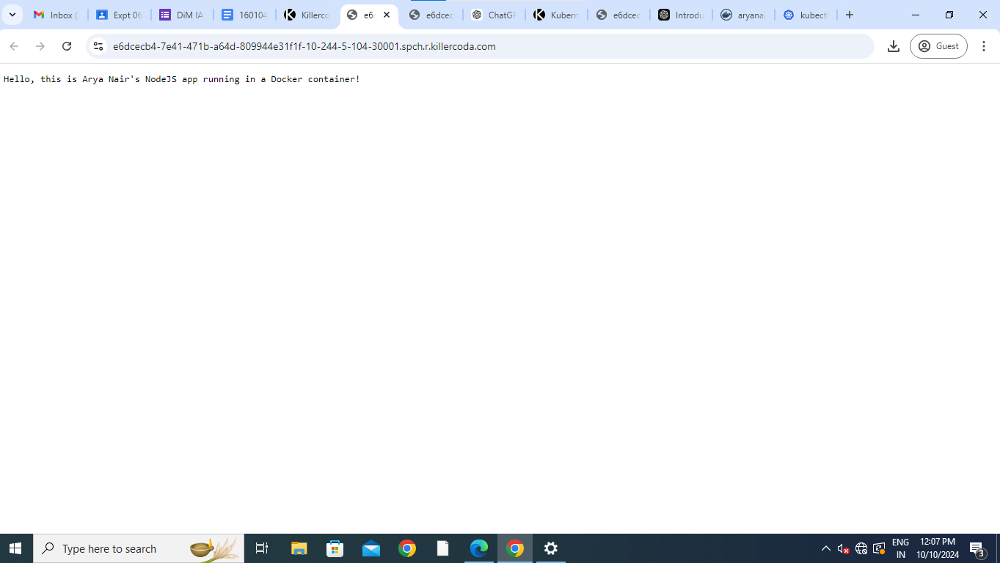 Inbox (
Expt 06
DiM IA
160104
Killerco
e6
e6dcec
ChatGP
Kubern
e6dcec
Introdu
aryanai
kubectl
e6dcecb4-7e41-471b-a64d-809944e31f1f-10-244-5-104-30001.spch.r.killercoda.com
Guest
Hello, this is Arya Nair's NodeJS app running in a Docker container!
Type here to search
ENG
IN
12:07 PM
10/10/2024
3